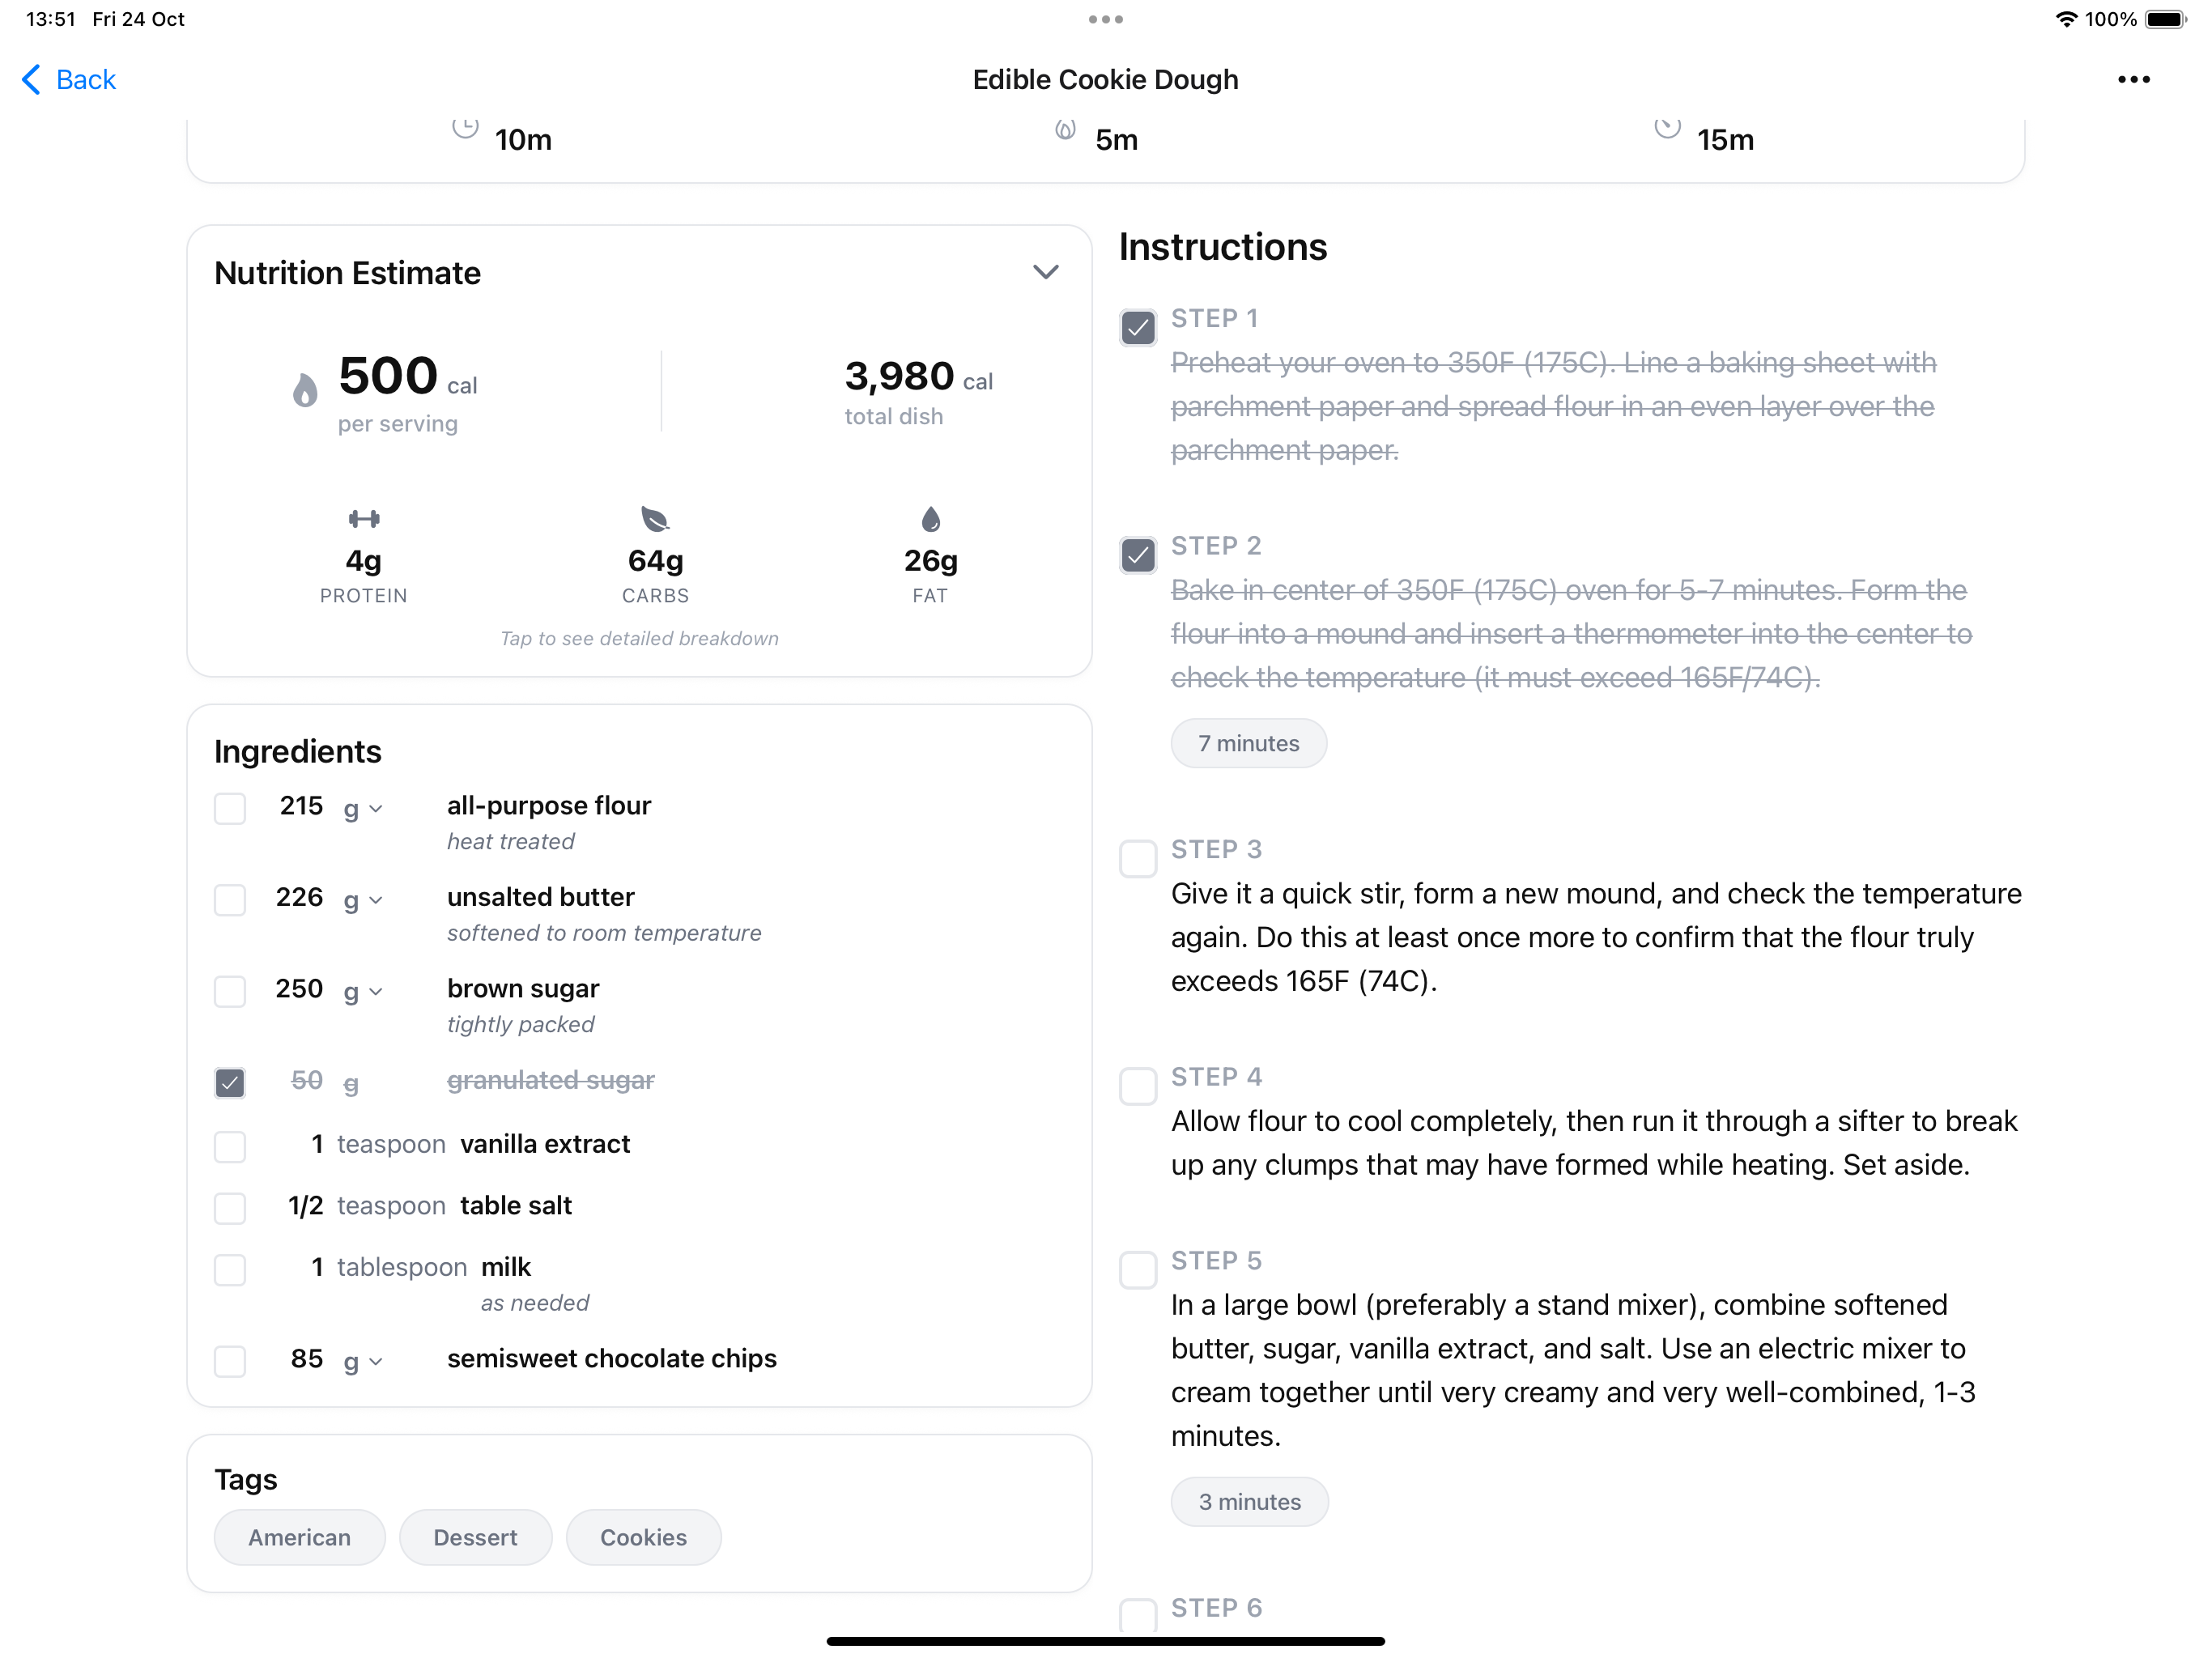 13:51 Fri 24 Oct
100%
Back
Edible Cookie Dough
10m
5m
15m
Nutrition Estimate
500 cal
per serving
3,980 cal
total dish
4g
PROTEIN
64g
CARBS
26g
FAT
Tap to see detailed breakdown
Ingredients
215 g all-purpose flour
heat treated
226 g unsalted butter
softened to room temperature
250 g brown sugar
tightly packed
50 g granulated sugar
1 teaspoon vanilla extract
1/2 teaspoon table salt
1 tablespoon milk
as needed
85 g semisweet chocolate chips
Tags
American
Dessert
Cookies
Instructions
STEP 1
Preheat your oven to 350F (175C). Line a baking sheet with
parchment paper and spread flour in an even layer over the
parchment paper.
STEP 2
Bake in center of 350F (175C) oven for 5-7 minutes. Form the
flour into a mound and insert a thermometer into the center to
check the temperature (it must exceed 165F/74C).
7 minutes
STEP 3
Give it a quick stir, form a new mound, and check the temperature
again. Do this at least once more to confirm that the flour truly
exceeds 165F (74C).
STEP 4
Allow flour to cool completely, then run it through a sifter to break
up any clumps that may have formed while heating. Set aside.
STEP 5
In a large bowl (preferably a stand mixer), combine softened
butter, sugar, vanilla extract, and salt. Use an electric mixer to
cream together until very creamy and very well-combined, 1-3
minutes.
3 minutes
STEP 6